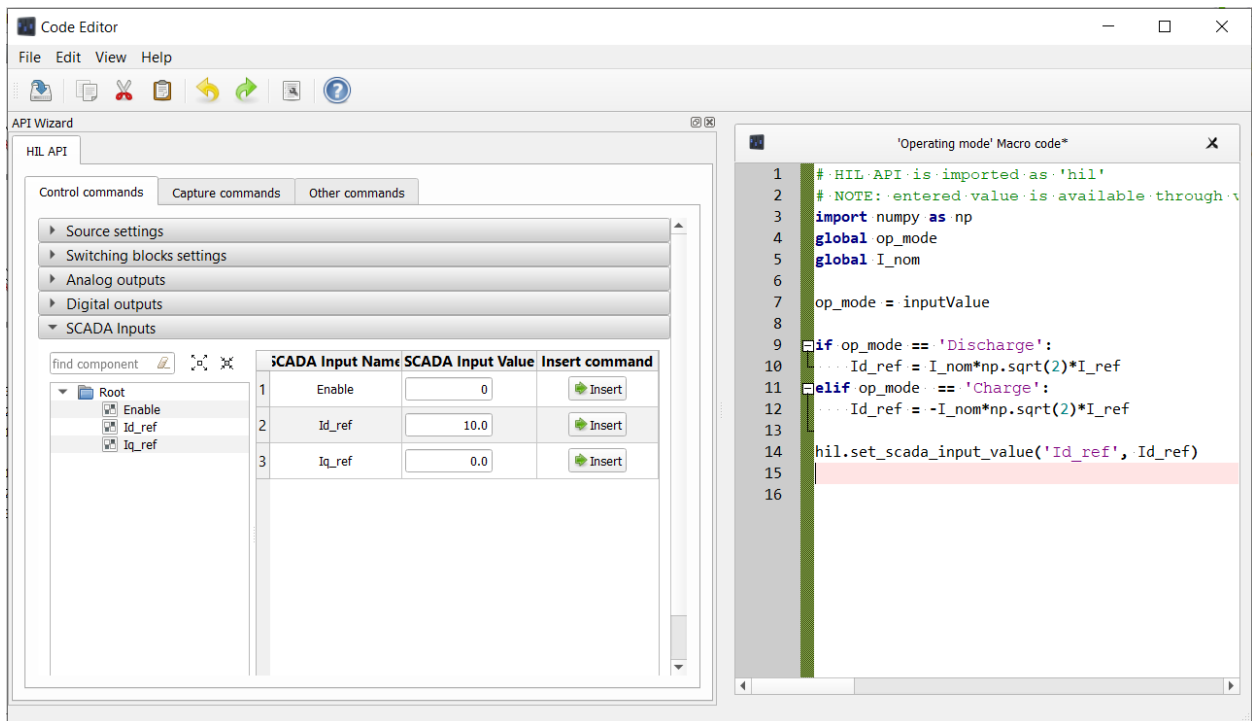 Code Editor
File Edit View Help
API Wizard
HIL API
Control commands Capture commands Other commands
Source settings
Switching blocks settings
Analog outputs
Digital outputs
SCADA Inputs
find component
Root
Enable
Id_ref
Iq_ref
SCADA Input Name SCADA Input Value Insert command
1 Enable 0 Insert
2 Id_ref 10.0 Insert
3 Iq_ref 0.0 Insert
'Operating mode' Macro code*
1 # HIL API is imported as 'hil'
2 # NOTE: entered value is available through v
3 import numpy as np
4 global op_mode
5 global I_nom
6
7 op_mode = inputValue
8
9 if op_mode == 'Discharge':
10 Id_ref = I_nom*np.sqrt(2)*I_ref
11 elif op_mode == 'Charge':
12 Id_ref = -I_nom*np.sqrt(2)*I_ref
13
14 hil.set_scada_input_value('Id_ref', Id_ref)
15
16